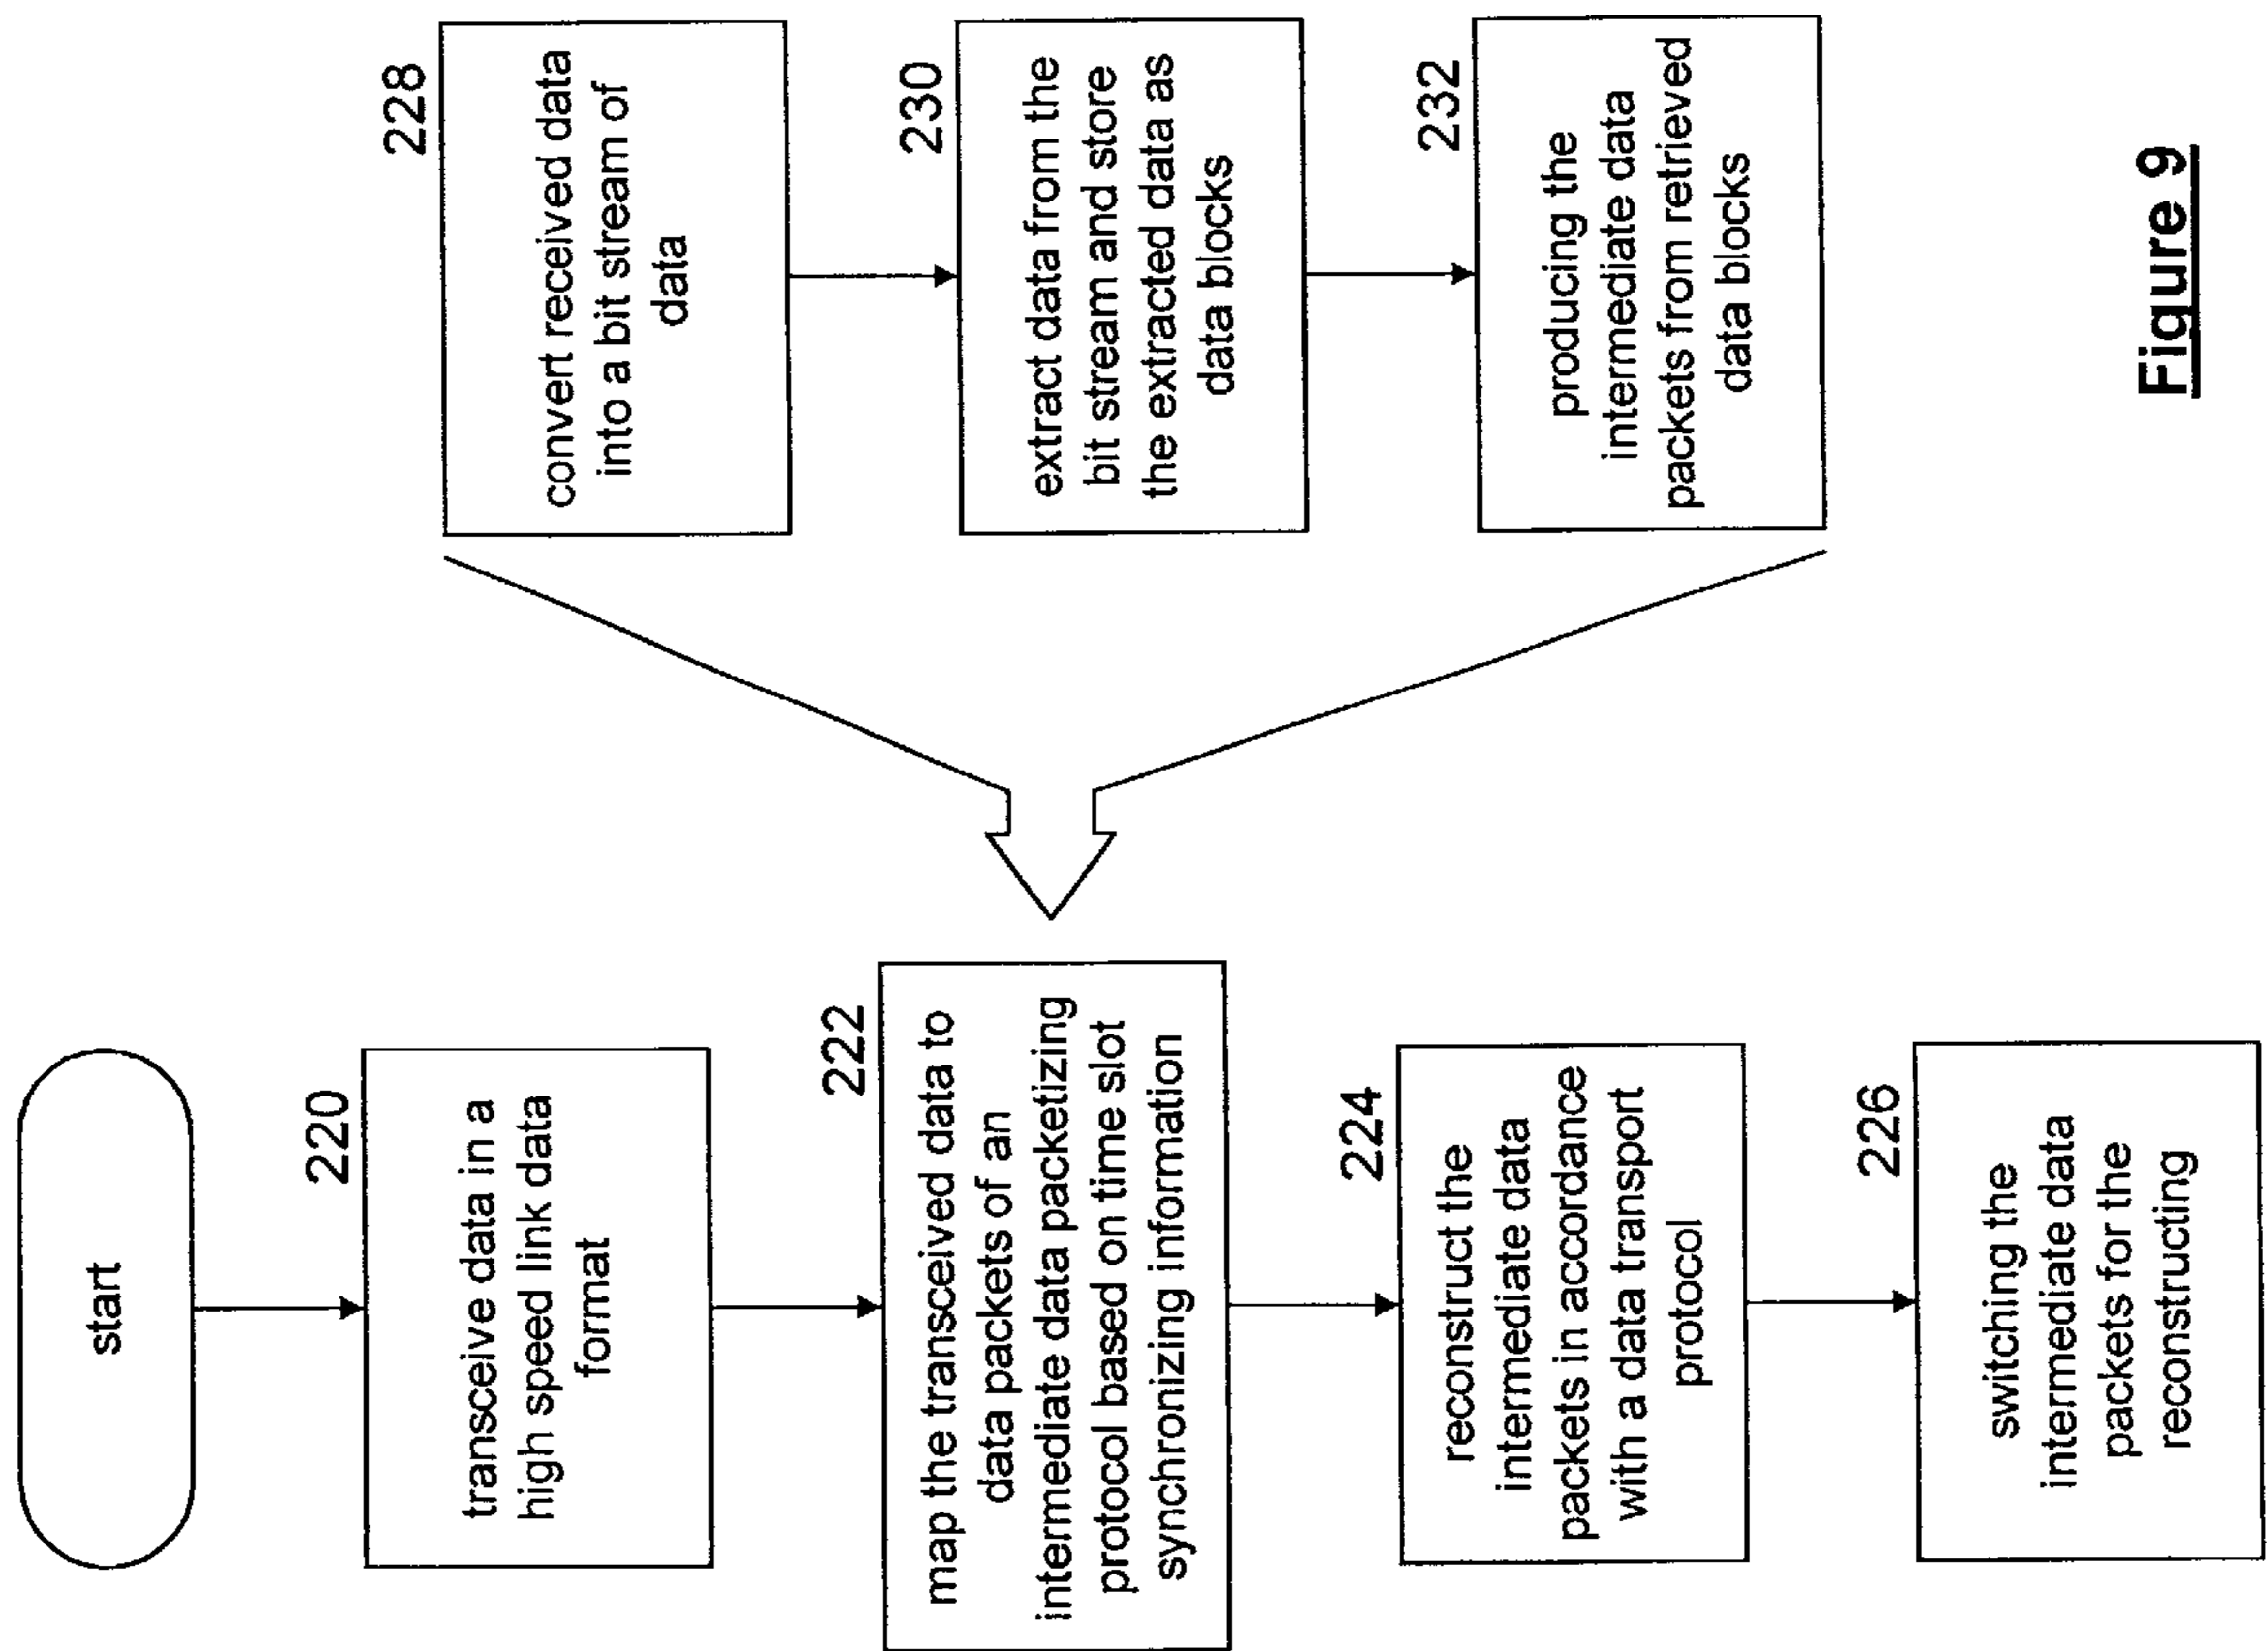 start
220
transceive data in a
high speed link data
format
222
map the transceived data to
data packets of an
intermediate data packetizing
protocol based on time slot
synchronizing information
224
reconstruct the
intermediate data
packets in accordance
with a data transport
protocol
226
switching the
intermediate data
packets for the
reconstructing
228
convert received data
into a bit stream of
data
230
extract data from the
bit stream and store
the extracted data as
data blocks
232
producing the
intermediate data
packets from retrieved
data blocks
Figure 9